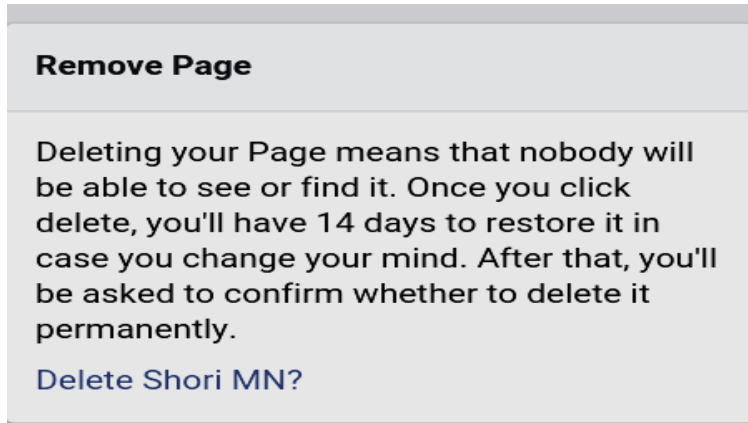 Remove Page
Deleting your Page means that nobody will
be able to see or find it. Once you click
delete, you'll have 14 days to restore it in
case you change your mind. After that, you'll
be asked to confirm whether to delete it
permanently.
Delete Shori MN?